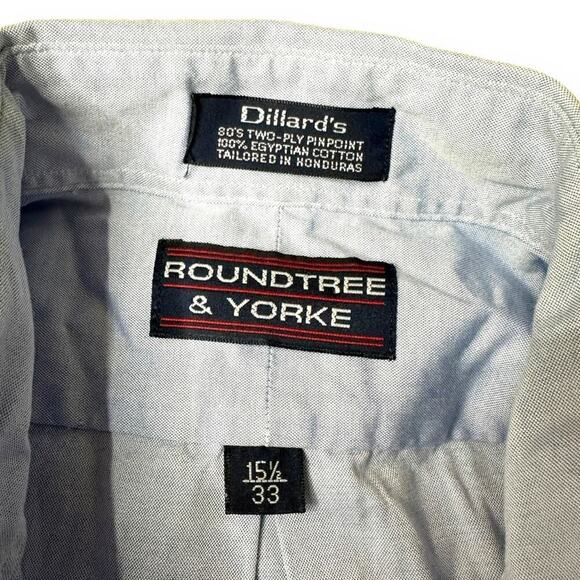 Dillard's
80'S TWO-PLY PINPOINT
100% EGYPTIAN COTTON
TAILORED IN HONDURAS
ROUNDTREE
& YORKE
15½
33